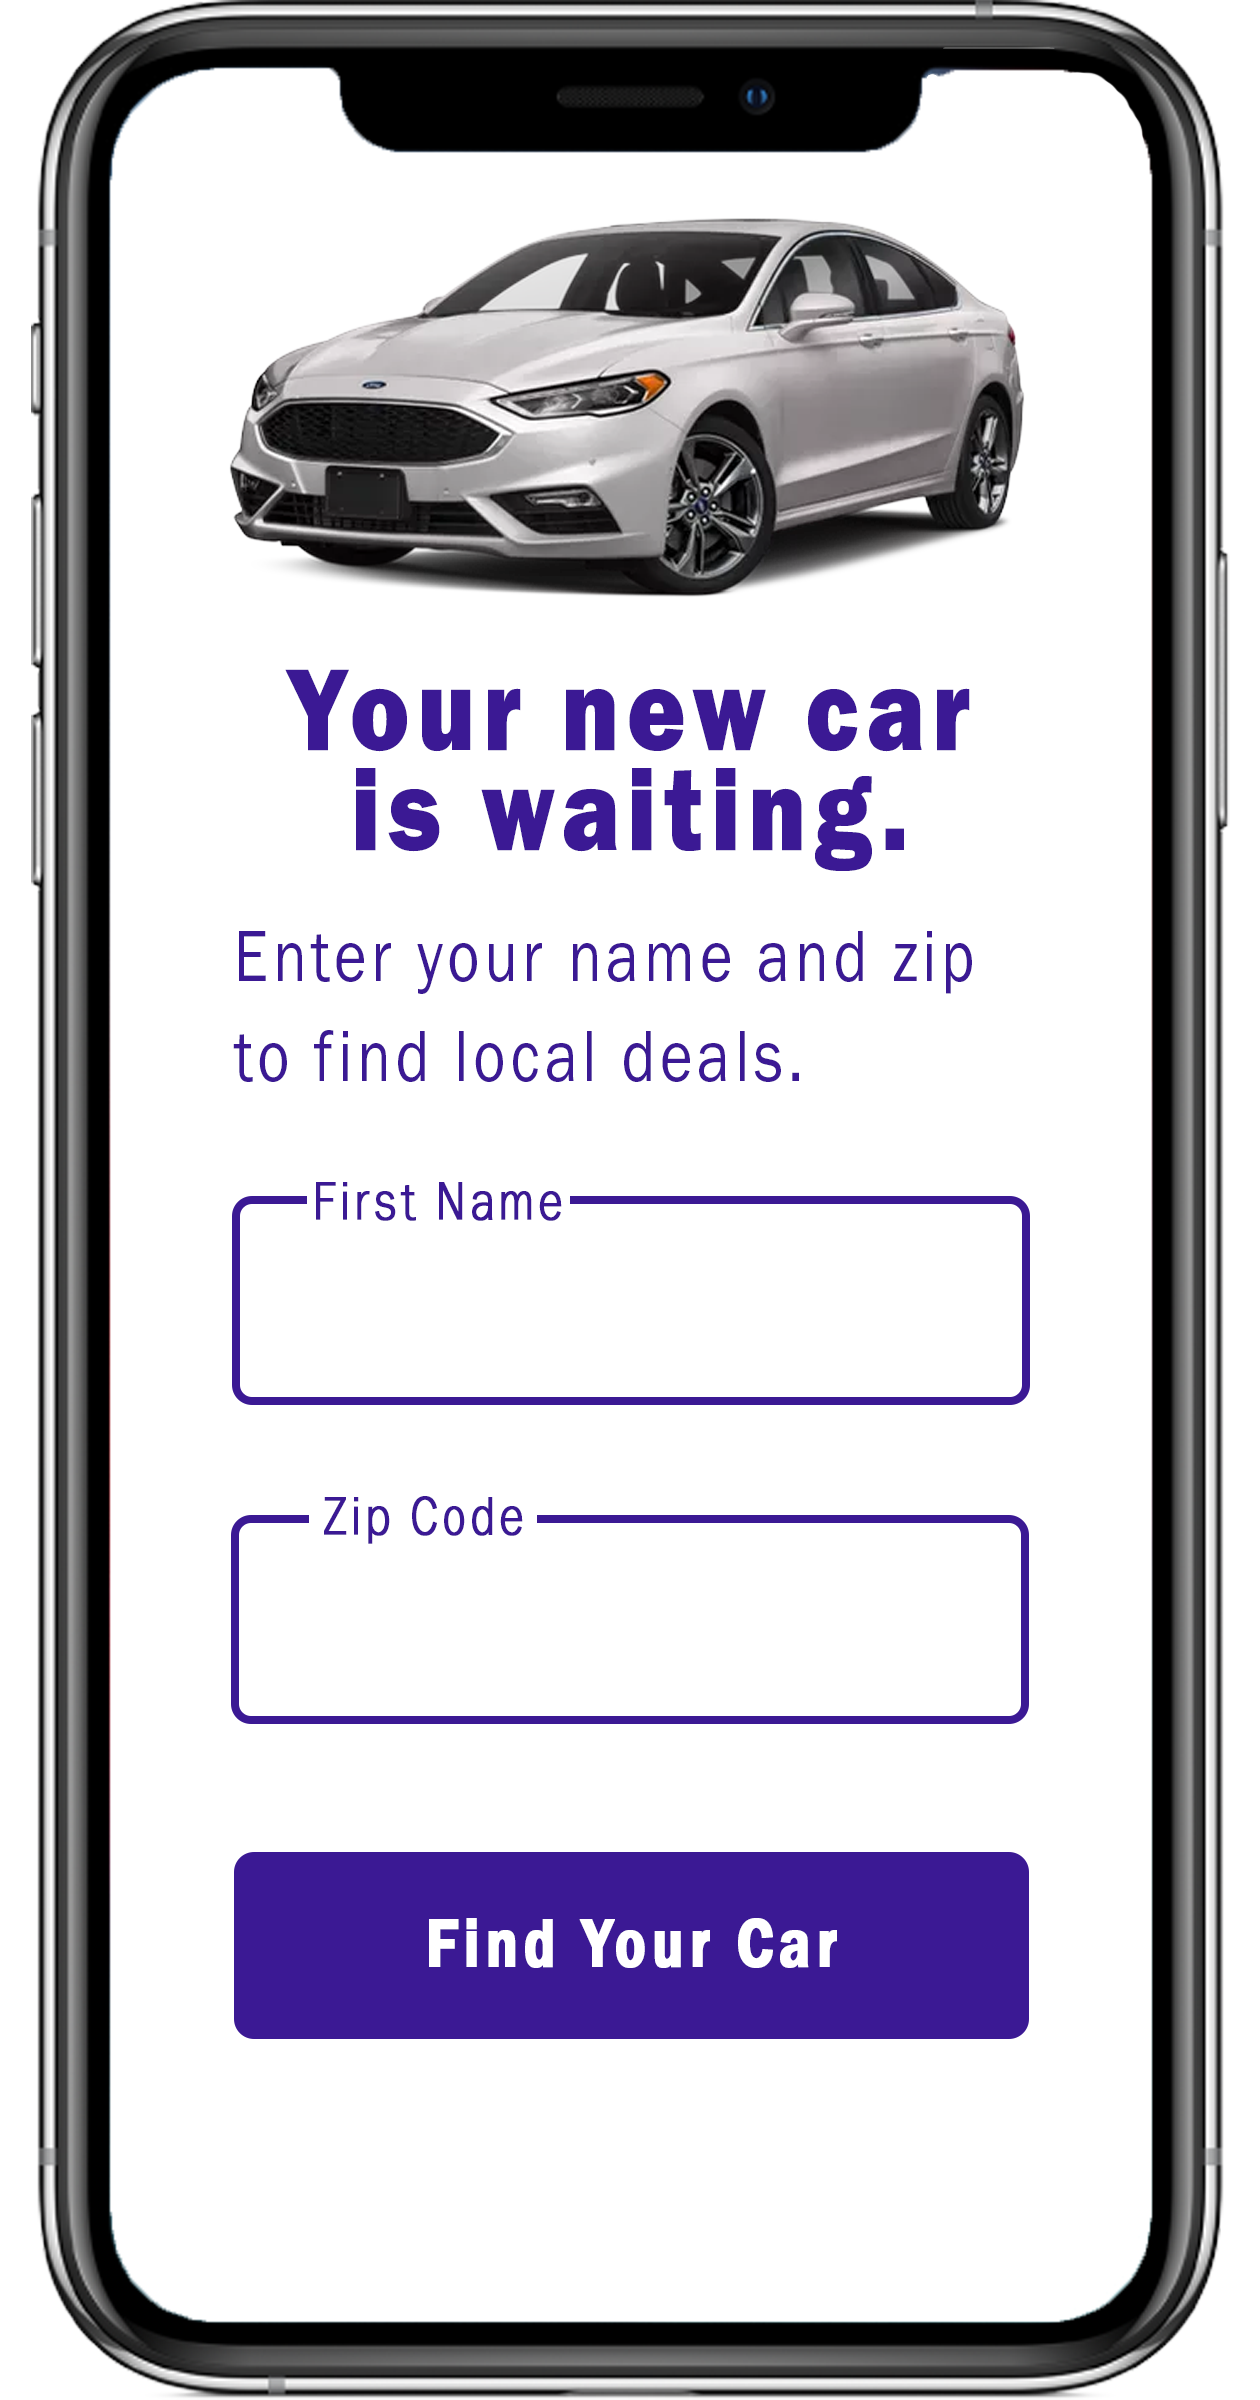 Your new car
is waiting.
Enter your name and zip
to find local deals.
First Name
Zip Code
Find Your Car